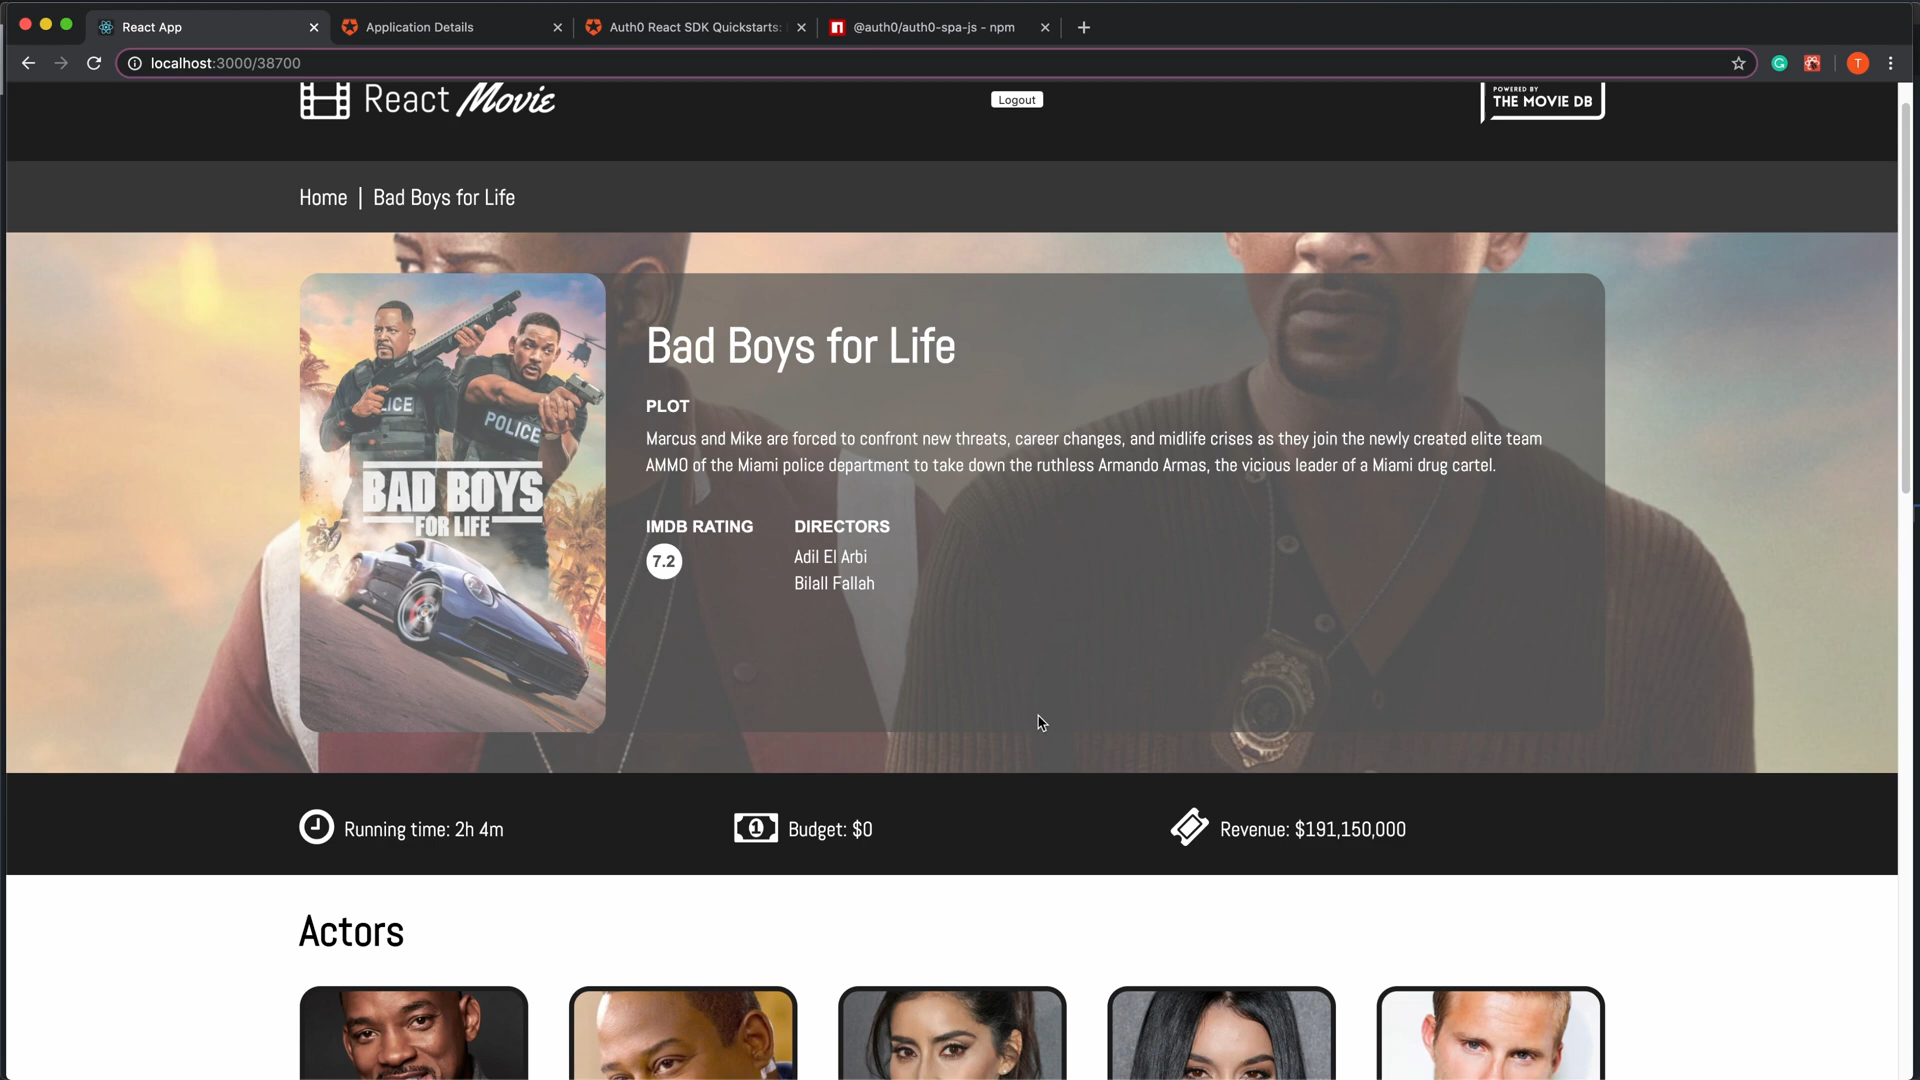 React App
Application Details
Auth0 React SDK Quickstarts:
@auth0/auth0-spa-js - npm
localhost:3000/38700
T
React Movie
Logout
POWERED BY
THE MOVIE DB
Home | Bad Boys for Life
POLICE
BAD BOYS
FOR LIFE
Bad Boys for Life
PLOT
Marcus and Mike are forced to confront new threats, career changes, and midlife crises as they join the newly created elite team
AMMO of the Miami police department to take down the ruthless Armando Armas, the vicious leader of a Miami drug cartel.
IMDB RATING
7.2
DIRECTORS
Adil El Arbi
Bilall Fallah
Running time: 2h 4m
Budget: $0
Revenue: $191,150,000
Actors